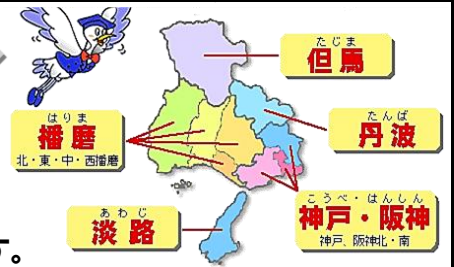 たじま
但馬
はりま
播磨
北・東・中・西播磨
たんば
丹波
あわじ
淡路
こうべ・はんしん
神戸・阪神
神戸、阪神北・南
す。